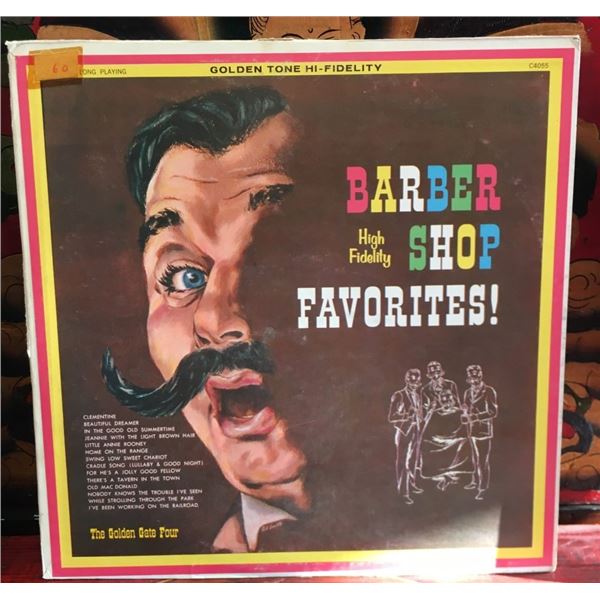 60
LONG PLAYING
GOLDEN TONE HI-FIDELITY
C4055
BARBER
High
Fidelity
SHOP
FAVORITES!
CLEMENTINE
BEAUTIFUL DREAMER
IN THE GOOD OLD SUMMERTIME
JEANNIE WITH THE LIGHT BROWN HAIR
LITTLE ANNIE ROONEY
HOME ON THE RANGE
SWING LOW SWEET CHARIOT
CRADLE SONG (LULLABY & GOOD NIGHT)
FOR HE'S A JOLLY GOOD FELLOW
THERE'S A TAVERN IN THE TOWN
OLD MAC DONALD
NOBODY KNOWS THE TROUBLE I'VE SEEN
WHILE STROLLING THROUGH THE PARK
I'VE BEEN WORKING ON THE RAILROAD.
The Golden Gate Four